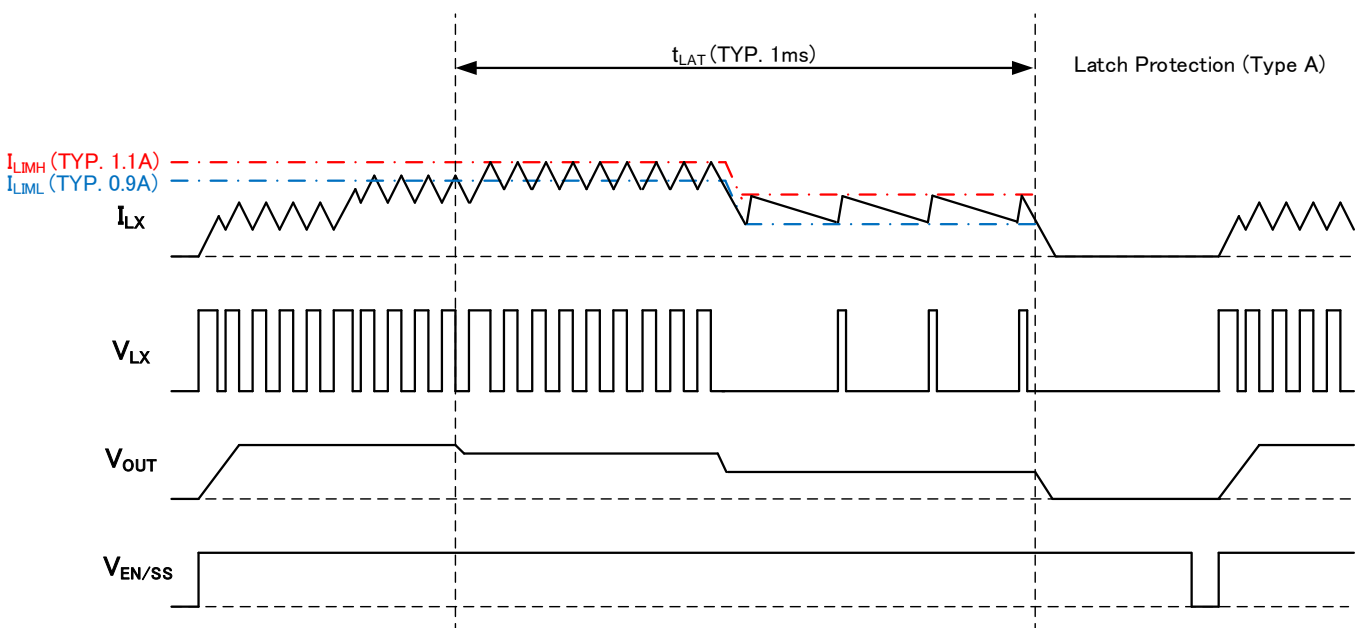 tLAT (TYP. 1ms)
Latch Protection (Type A)
ILIMH (TYP. 1.1A)
ILIML (TYP. 0.9A)
ILX
VLX
VOUT
VEN/SS